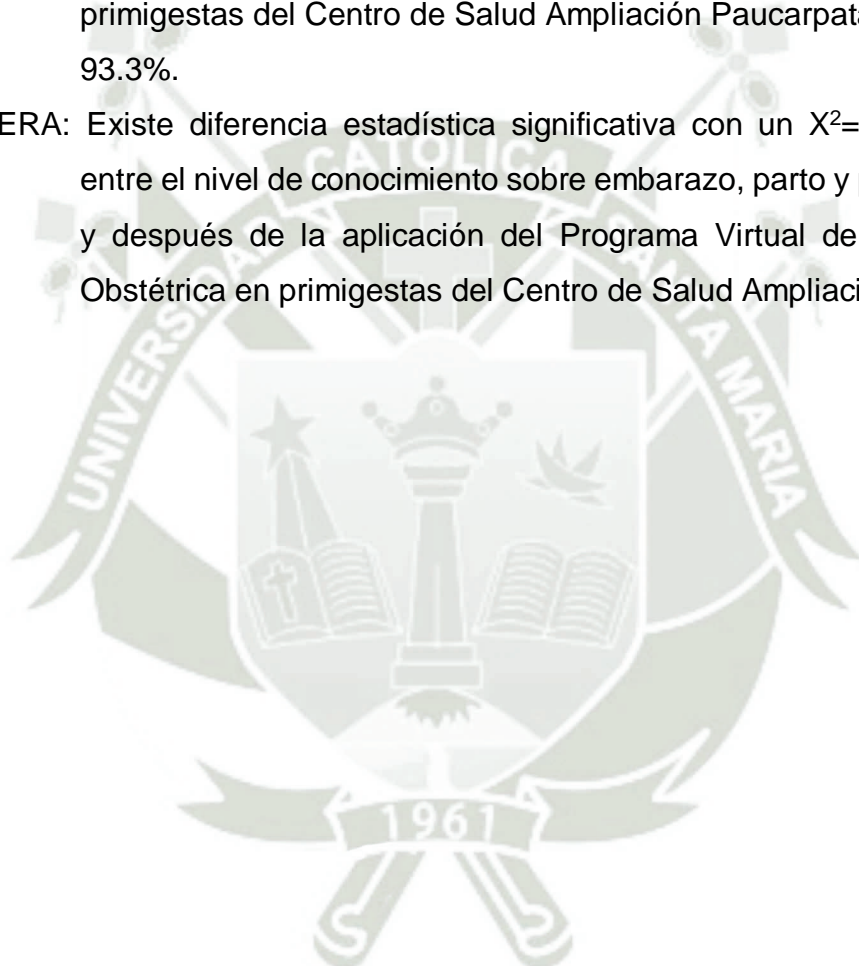 primigestas del Centro de Salud Ampliación Paucarpata
93.3%.
ERA: Existe diferencia estadística significativa con un X²=
entre el nivel de conocimiento sobre embarazo, parto y
y después de la aplicación del Programa Virtual de
Obstétrica en primigestas del Centro de Salud
UNIVERSIDAD CATOLICA SANTA MARIA
1961